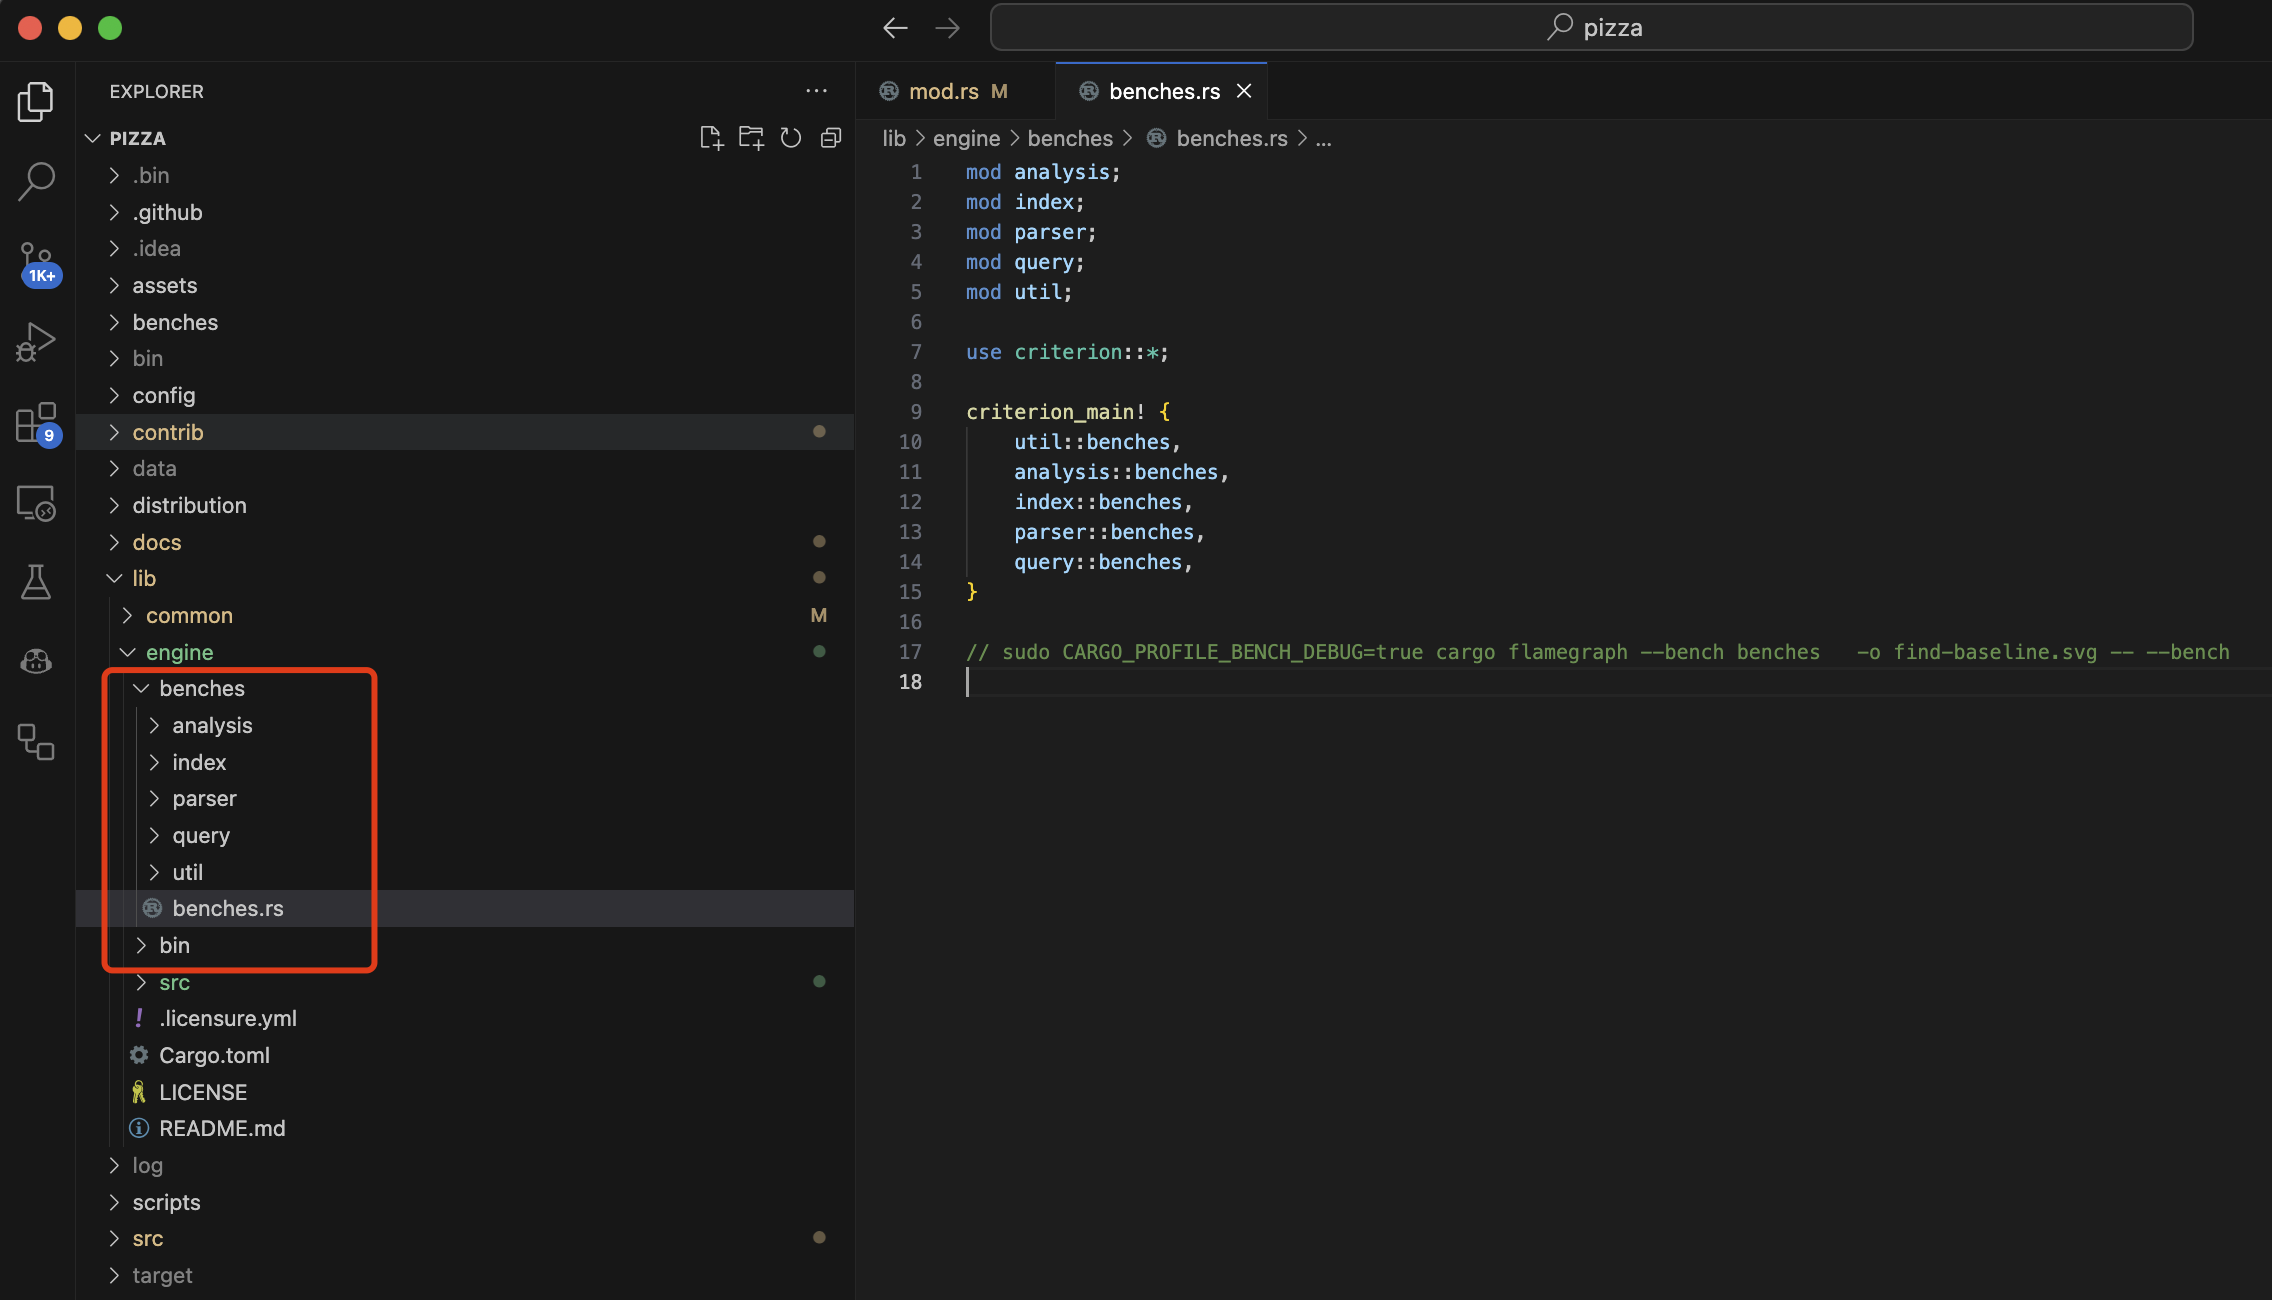 pizza
EXPLORER
PIZZA
.bin
.github
.idea
assets
benches
bin
config
contrib
data
distribution
docs
lib
common M
engine
benches
analysis
index
parser
query
util
benches.rs
bin
src
.licensure.yml
Cargo.toml
LICENSE
README.md
log
scripts
src
target
1K+
9
mod.rs M
benches.rs
lib > engine > benches > benches.rs > ...
1 mod analysis;
2 mod index;
3 mod parser;
4 mod query;
5 mod util;
6
7 use criterion::*;
8
9 criterion_main! {
10 util::benches,
11 analysis::benches,
12 index::benches,
13 parser::benches,
14 query::benches,
15 }
16
17 // sudo CARGO_PROFILE_BENCH_DEBUG=true cargo flamegraph --bench benches   -o find-baseline.svg -- --bench
18